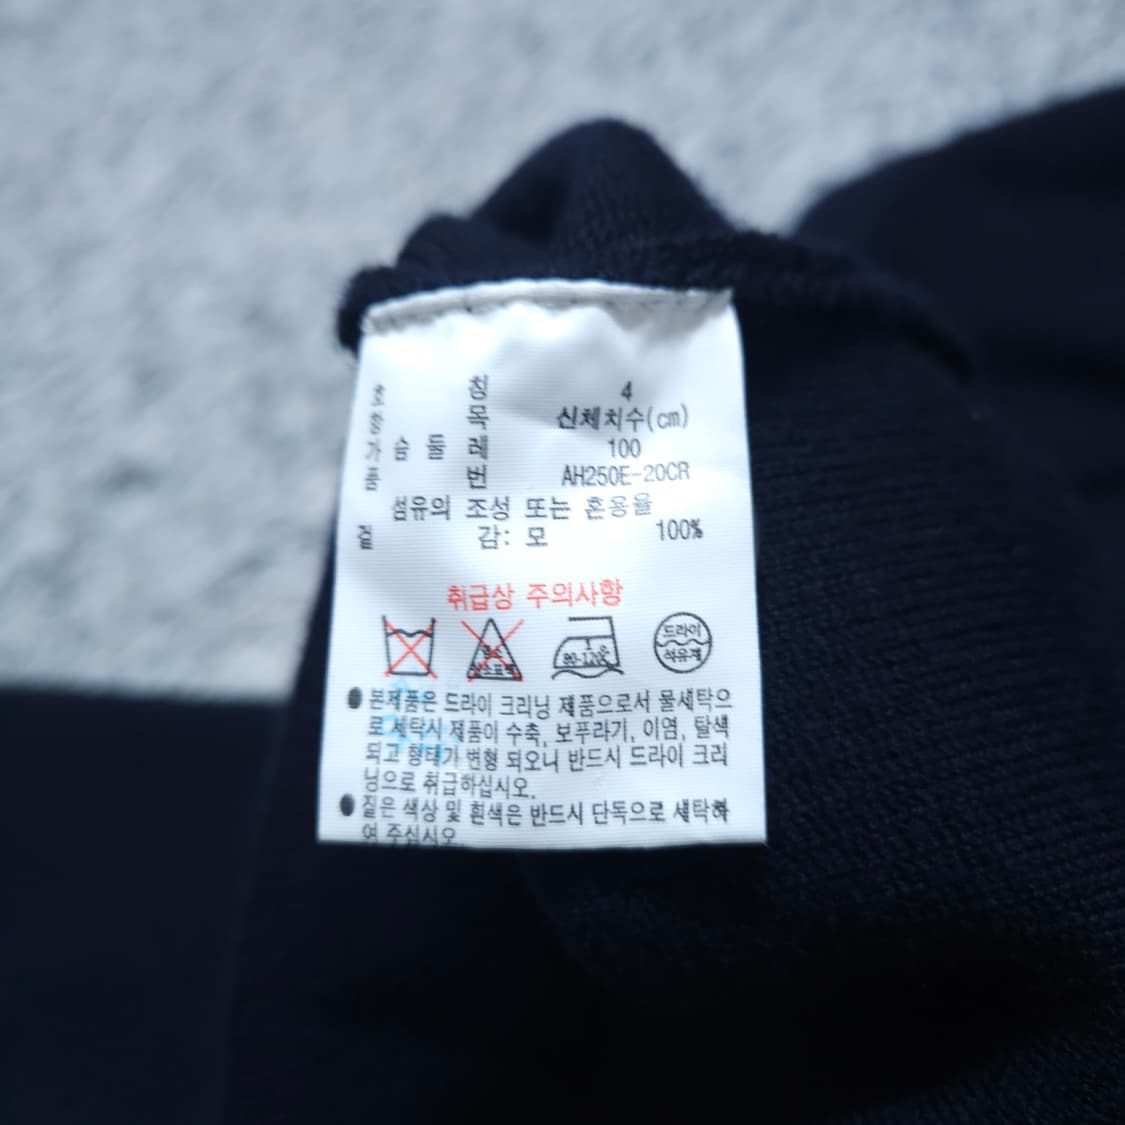 호 칭 4
항 목 신체치수(cm)
가 슴 둘 레 100
품 번 AH250E-20CR
섬유의 조성 또는 혼용율
겉 감: 모 100%
취급상 주의사항
80-120℃
드라이
석유계
● 본제품은 드라이 크리닝 제품으로서 물세탁으
로 세탁시 제품이 수축, 보푸라기, 이염, 탈색
되고 형태가 변형 되오니 반드시 드라이 크리
닝으로 취급하십시오.
● 짙은 색상 및 흰색은 반드시 단독으로 세탁하
여 주십시오.